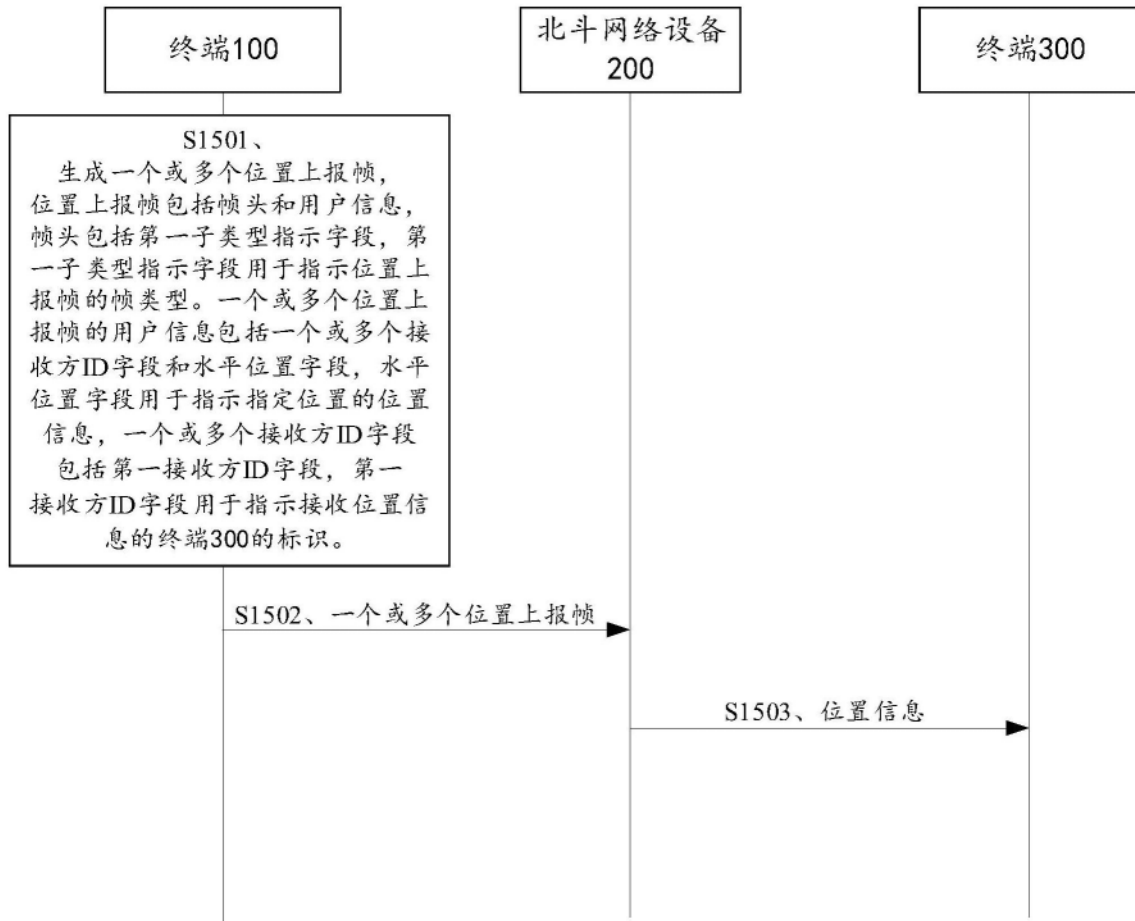 终端100
北斗网络设备
200
终端300
S1501、
生成一个或多个位置上报帧，
位置上报帧包括帧头和用户信息，
帧头包括第一子类型指示字段，第
一子类型指示字段用于指示位置上
报帧的帧类型。一个或多个位置上
报帧的用户信息包括一个或多个接
收方ID字段和水平位置字段，水平
位置字段用于指示指定位置的位置
信息，一个或多个接收方ID字段
包括第一接收方ID字段，第一
接收方ID字段用于指示接收位置信
息的终端300的标识。
S1502、一个或多个位置上报帧
S1503、位置信息